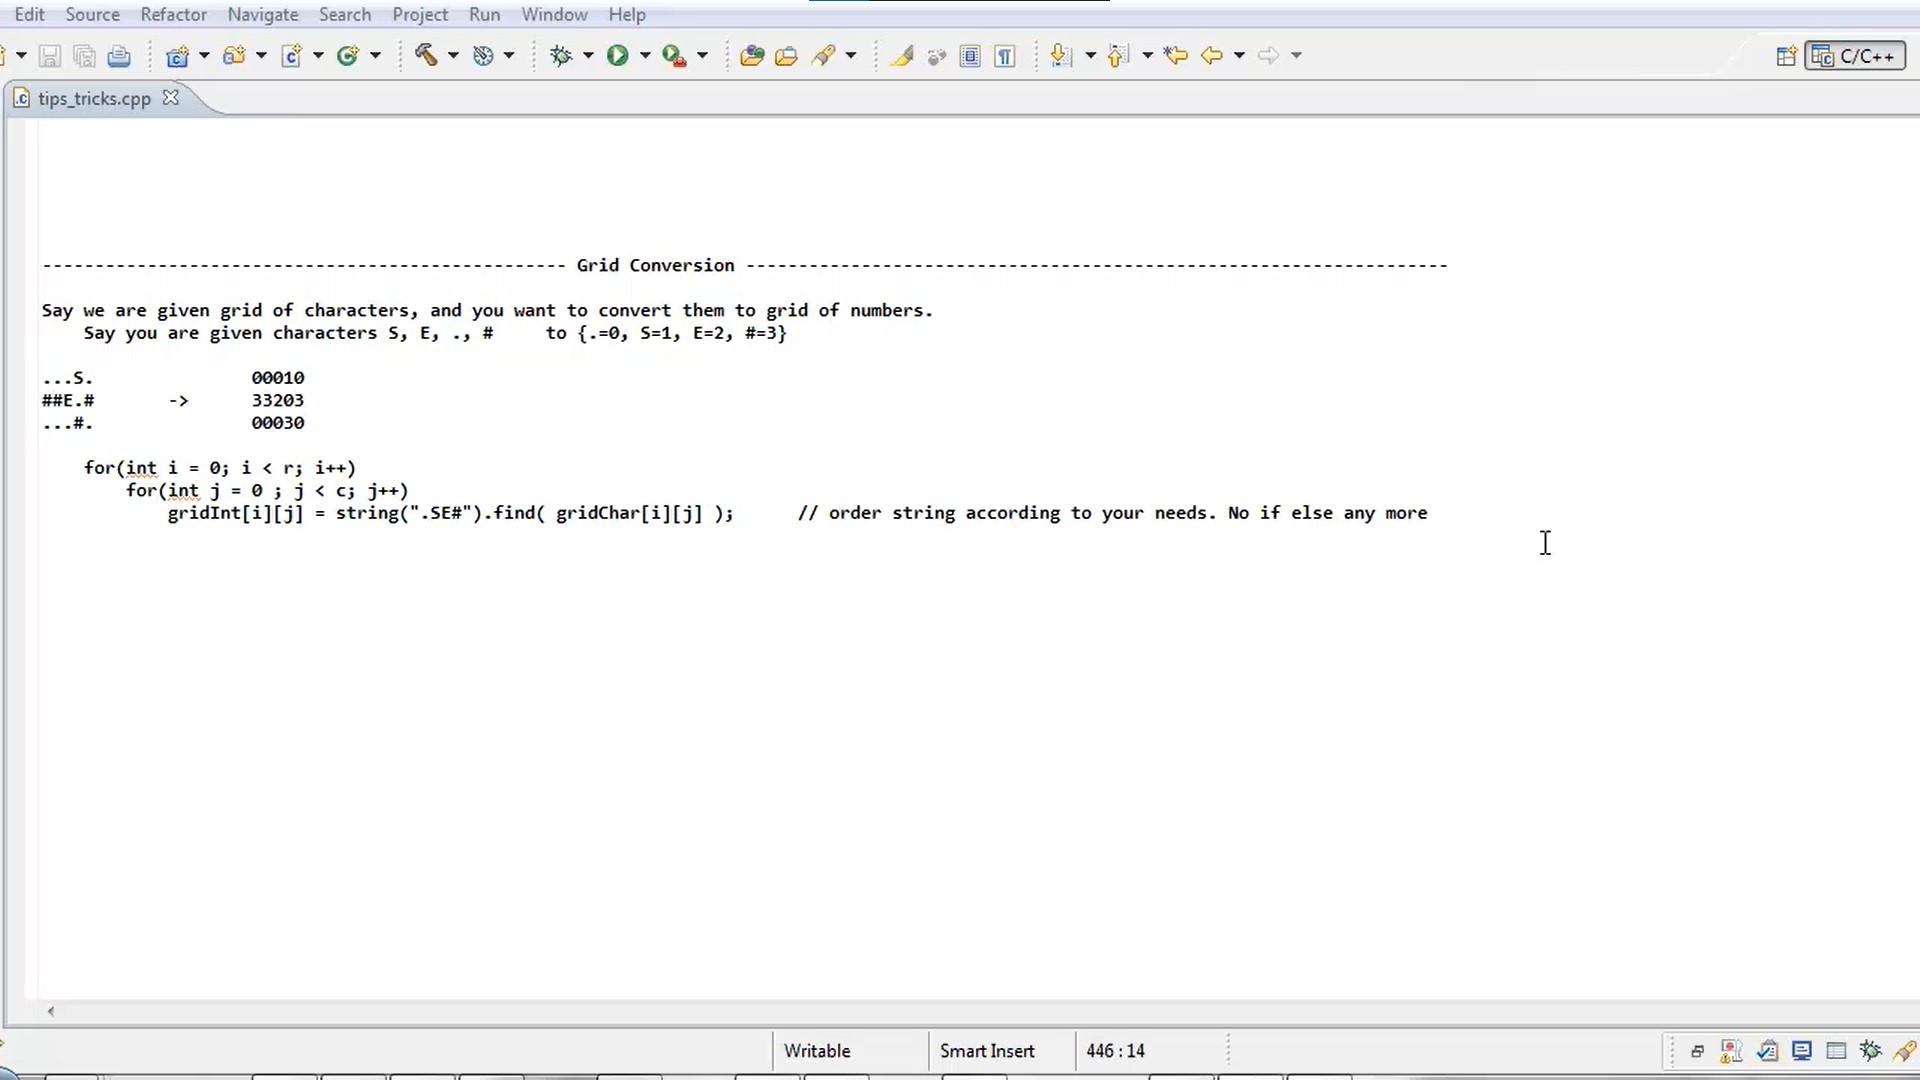 Edit Source Refactor Navigate Search Project Run Window Help
C/C++
tips_tricks.cpp
----------------------------------------------- Grid Conversion -------------------------------------------------------------------
Say we are given grid of characters, and you want to convert them to grid of numbers.
Say you are given characters S, E, ., # to {.=0, S=1, E=2, #=3}
...S. 00010
##E.# -> 33203
...#. 00030
for(int i = 0; i < r; i++)
for(int j = 0 ; j < c; j++)
gridInt[i][j] = string(".SE#").find( gridChar[i][j] ); // order string according to your needs. No if else any more
Writable Smart Insert 446 : 14